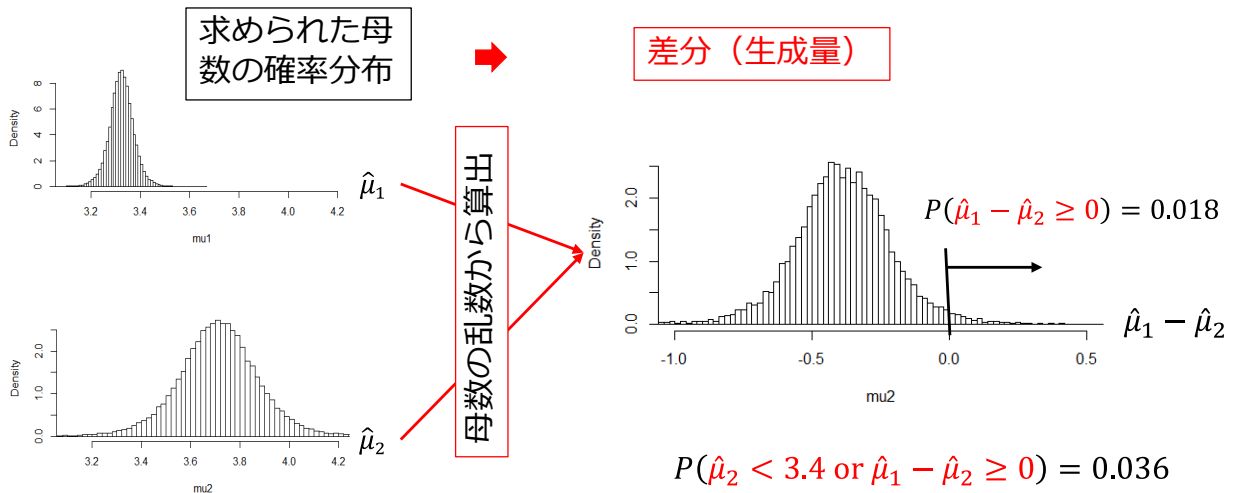 求められた母
数の確率分布
差分（生成量）
Density
0 2 4 6 8
3.2 3.4 3.6 3.8 4.0 4.2
mu1
μ̂₁
母数の乱数から算出
Density
0.0 1.0 2.0
3.2 3.4 3.6 3.8 4.0 4.2
mu2
μ̂₂
Density
0.0 1.0 2.0
-1.0 -0.5 0.0 0.5
mu2
P(μ̂₁ − μ̂₂ ≥ 0) = 0.018
μ̂₁ − μ̂₂
P(μ̂₂ < 3.4 or μ̂₁ − μ̂₂ ≥ 0) = 0.036